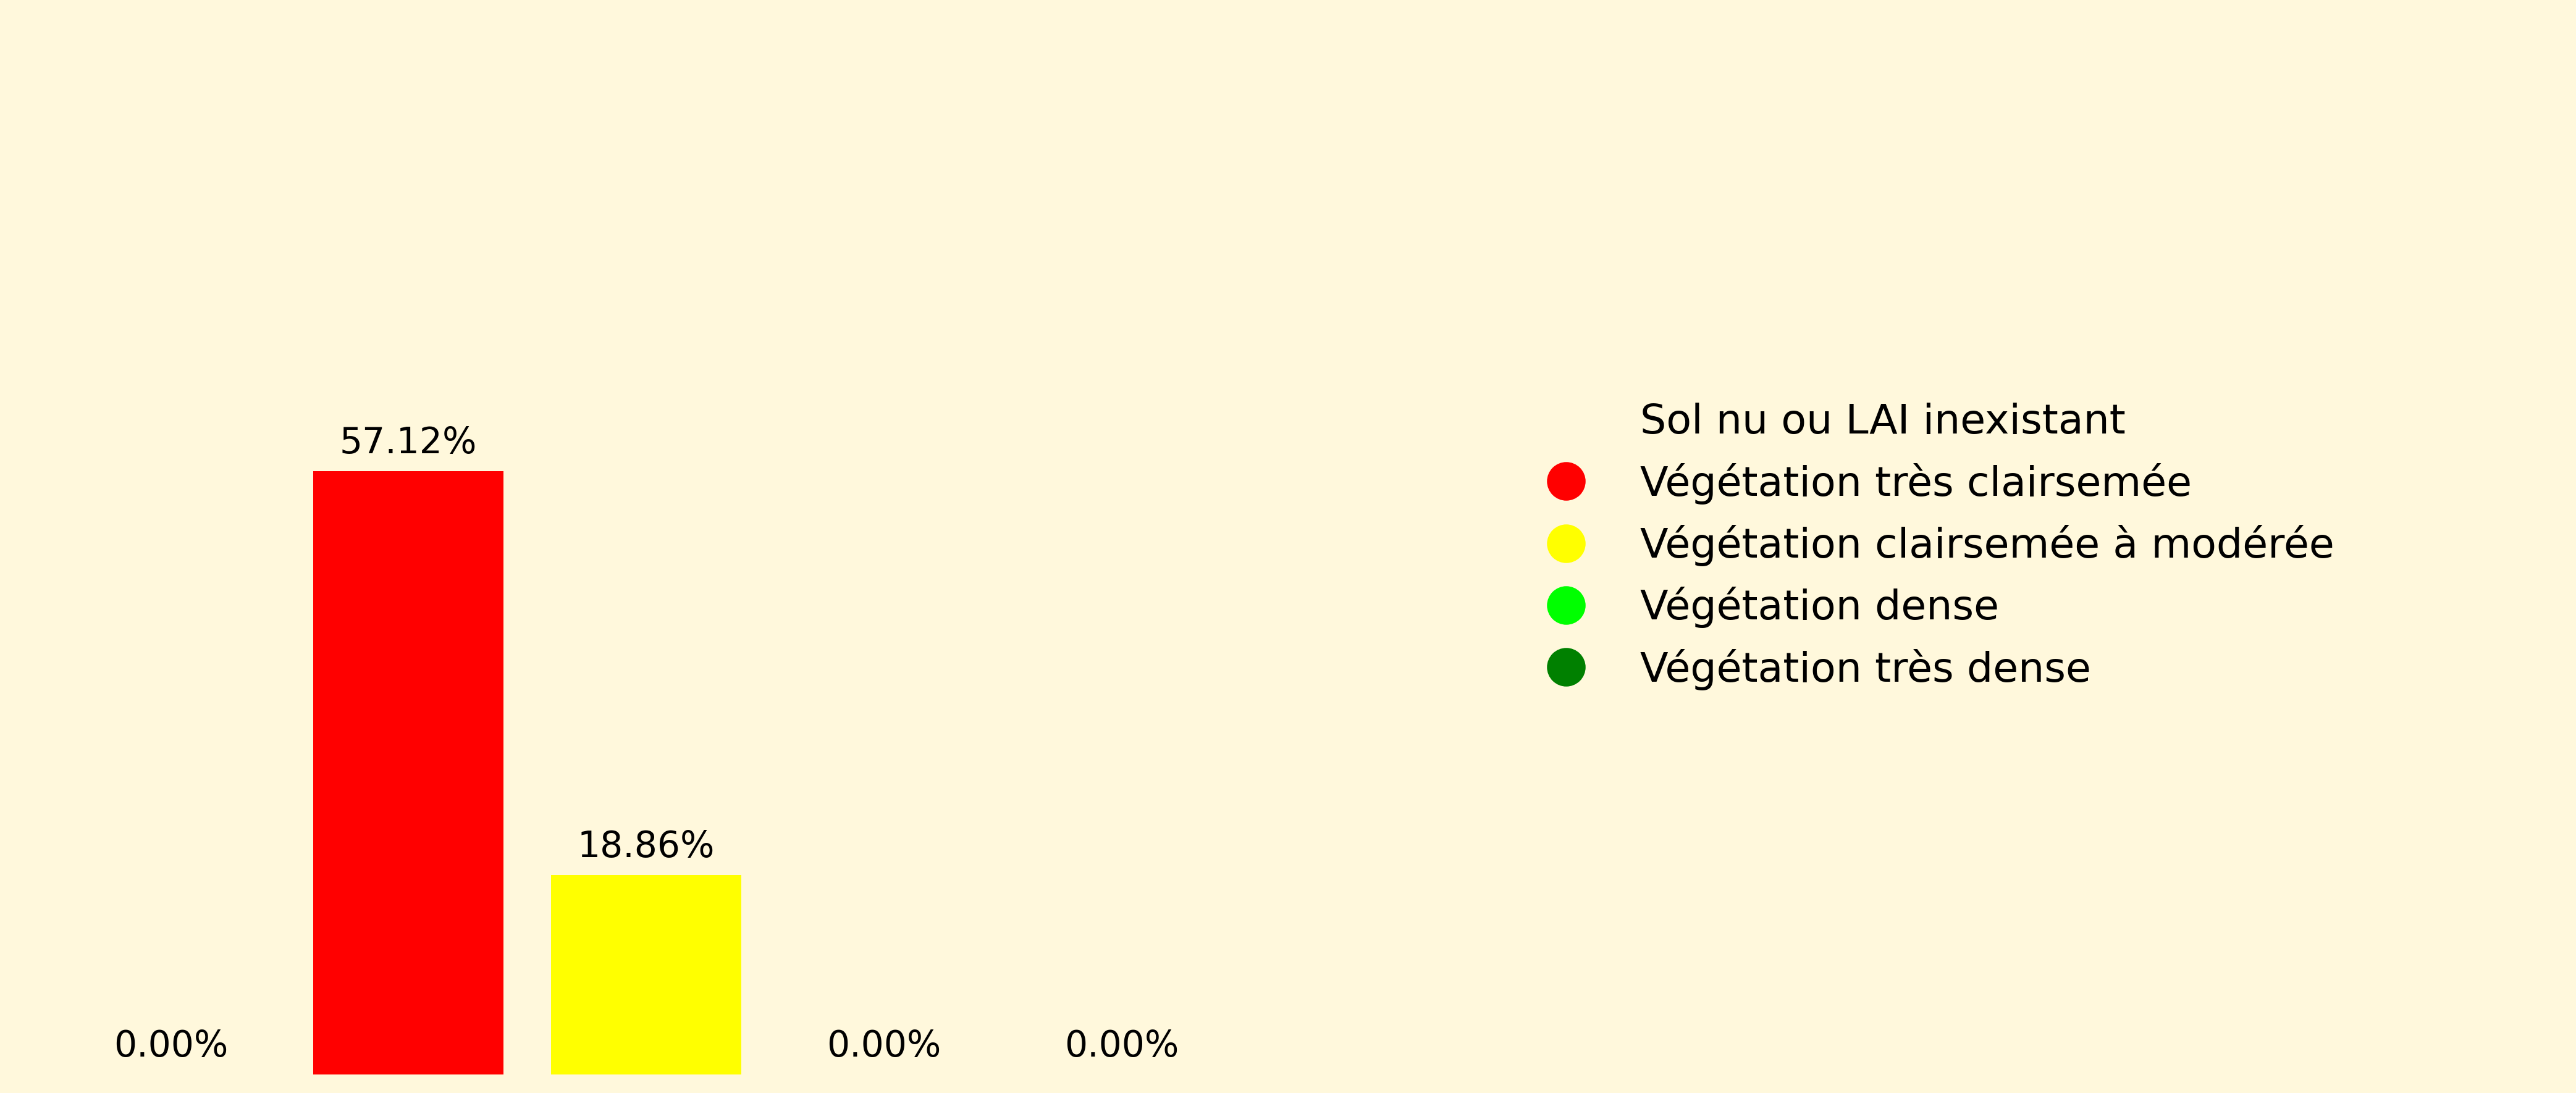 57.12%
18.86%
0.00%
0.00%
0.00%
Sol nu ou LAI inexistant
Végétation très clairsemée
Végétation clairsemée à modérée
Végétation dense
Végétation très dense